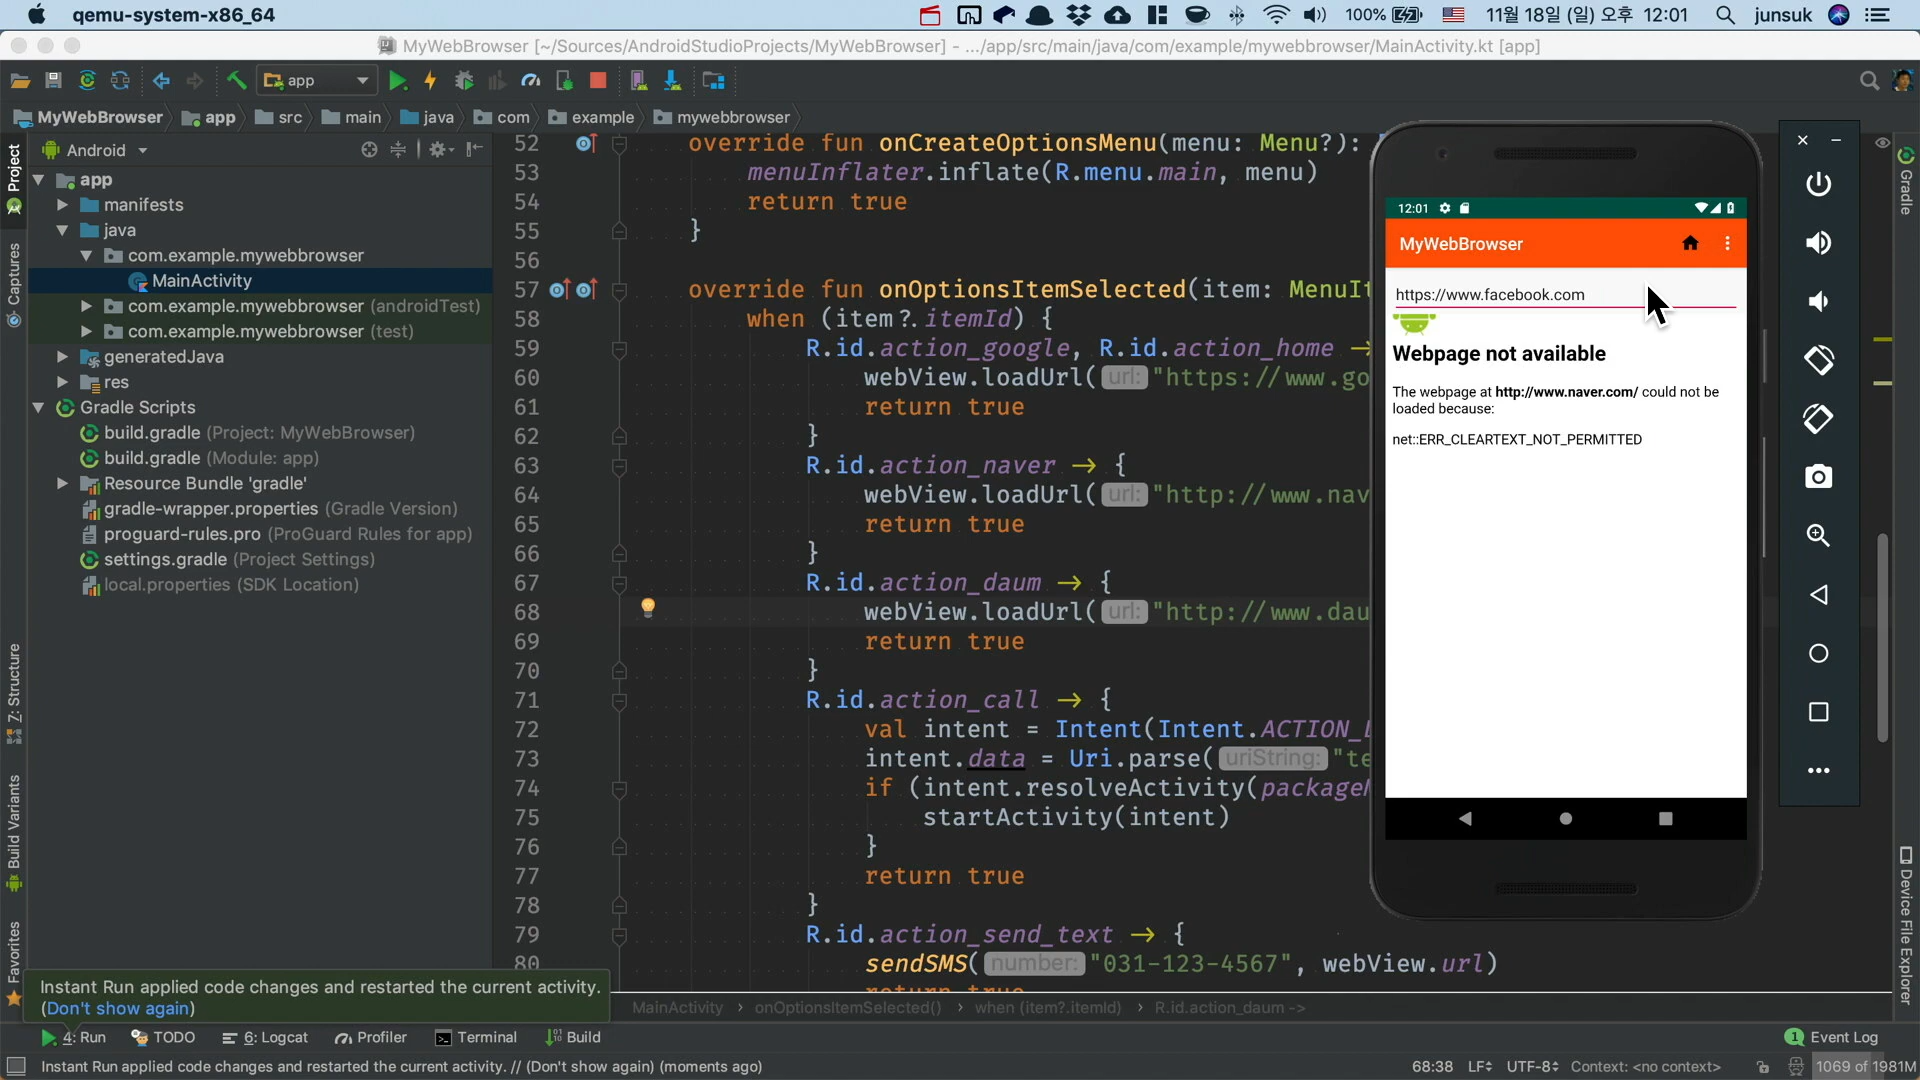 qemu-system-x86_64
100%
11월 18일 (일) 오후 12:01
junsuk
MyWebBrowser [~/Sources/AndroidStudioProjects/MyWebBrowser] - .../app/src/main/java/com/example/mywebbrowser/MainActivity.kt [app]
app
MyWebBrowser
app
src
main
java
com
example
mywebbrowser
Project
Captures
Z: Structure
Build Variants
Favorites
Android
app
manifests
java
com.example.mywebbrowser
MainActivity
com.example.mywebbrowser (androidTest)
com.example.mywebbrowser (test)
generatedJava
res
Gradle Scripts
build.gradle (Project: MyWebBrowser)
build.gradle (Module: app)
Resource Bundle 'gradle'
gradle-wrapper.properties (Gradle Version)
proguard-rules.pro (ProGuard Rules for app)
settings.gradle (Project Settings)
local.properties (SDK Location)
52 override fun onCreateOptionsMenu(menu: Menu?):
53 menuInflater.inflate(R.menu.main, menu)
54 return true
55 }
56
57 override fun onOptionsItemSelected(item: MenuIt
58 when (item?.itemId) {
59 R.id.action_google, R.id.action_home →
60 webView.loadUrl( url: "https://www.go
61 return true
62 }
63 R.id.action_naver → {
64 webView.loadUrl( url: "http://www.nav
65 return true
66 }
67 R.id.action_daum → {
68 webView.loadUrl( url: "http://www.dau
69 return true
70 }
71 R.id.action_call → {
72 val intent = Intent(Intent.ACTION_
73 intent.data = Uri.parse( uriString: "te
74 if (intent.resolveActivity(package
75 startActivity(intent)
76 }
77 return true
78 }
79 R.id.action_send_text → {
80 sendSMS( number: "031-123-4567", webView.url)
return true
12:01
MyWebBrowser
https://www.facebook.com
Webpage not available
The webpage at http://www.naver.com/ could not be
loaded because:
net::ERR_CLEARTEXT_NOT_PERMITTED
Gradle
Device File Explorer
Instant Run applied code changes and restarted the current activity.
(Don't show again)
MainActivity › onOptionsItemSelected() › when (item?.itemId) › R.id.action_daum ->
4: Run
TODO
6: Logcat
Profiler
Terminal
Build
1 Event Log
Instant Run applied code changes and restarted the current activity. // (Don't show again) (moments ago)
68:38
LF
UTF-8
Context: <no context>
1069 of 1981M